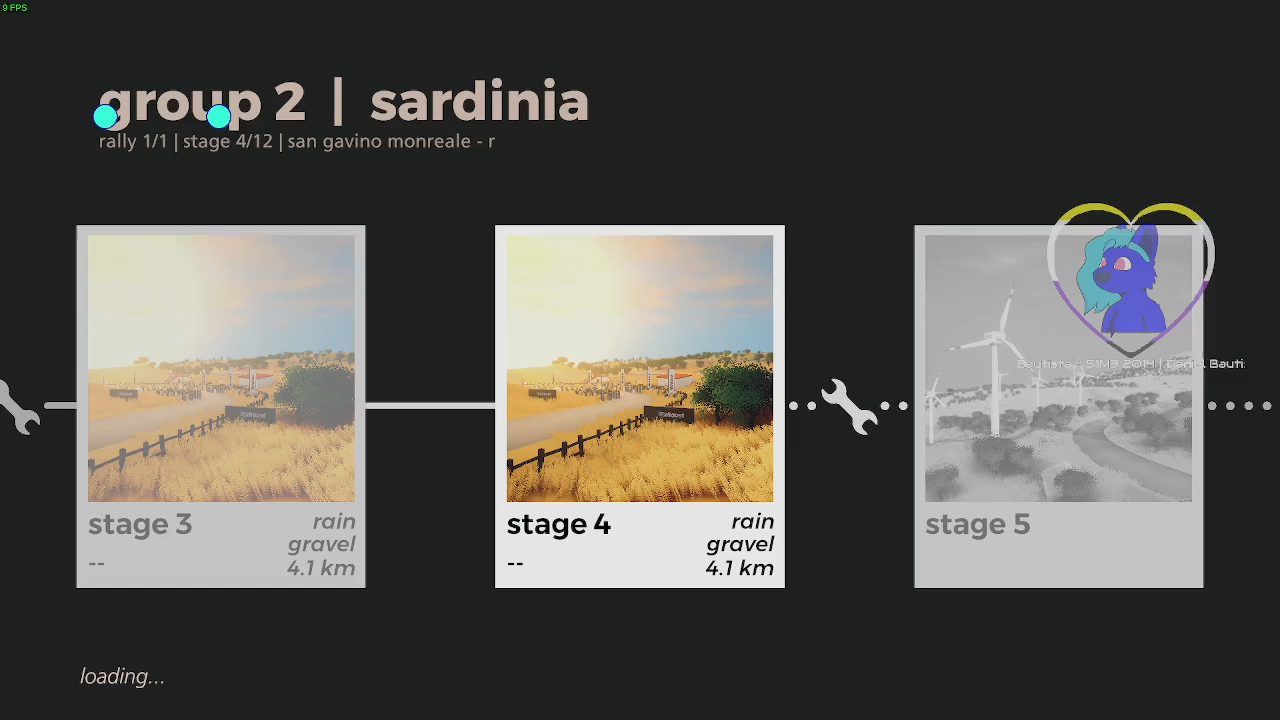 9 FPS
group 2 | sardinia
rally 1/1 | stage 4/12 | san gavino monreale - r
stage 3
rain
gravel
--
4.1 km
stage 4
rain
gravel
--
4.1 km
stage 5
loading...